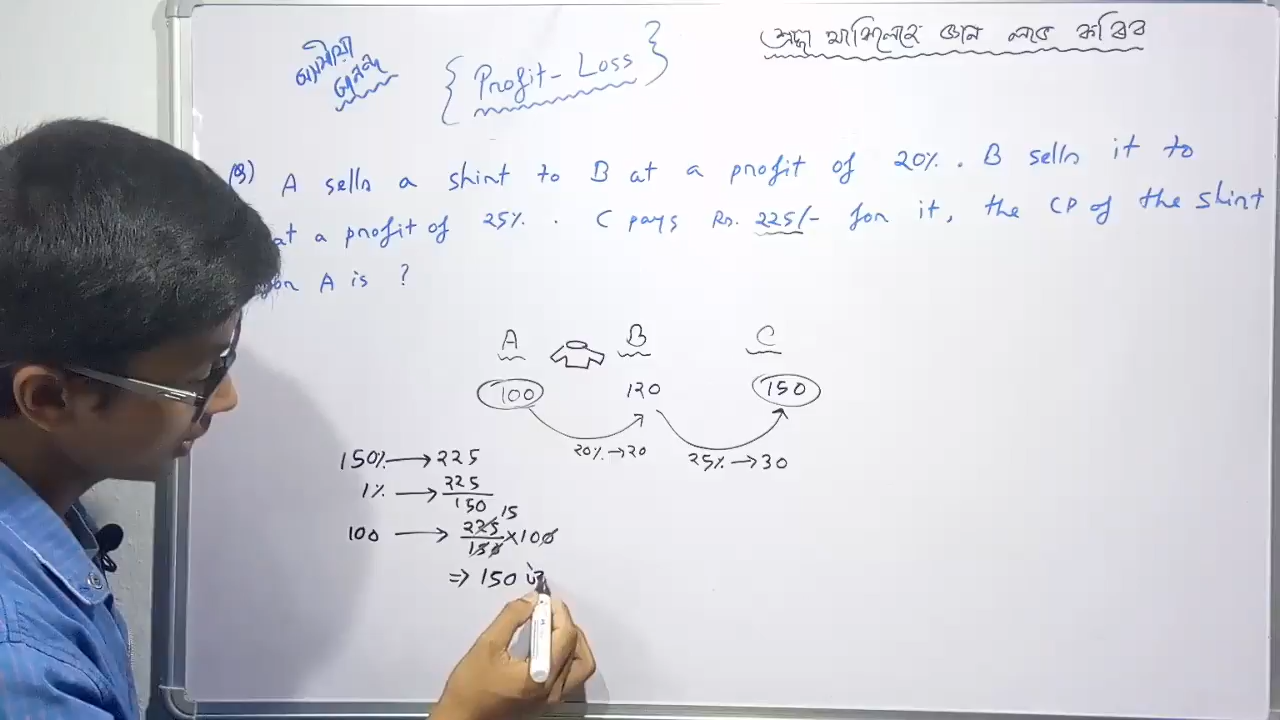 { Profit - Loss }
Q) A sells a shirt to B at a profit of 20%. B sells it to
at a profit of 25%. C pays Rs. 225/- for it, the CP of the shirt
for A is ?
A B C
100 120 150
20% → 20 25% → 30
150% → 225
1% → 225/150
15
100 → 225/150 × 100
⇒ 150